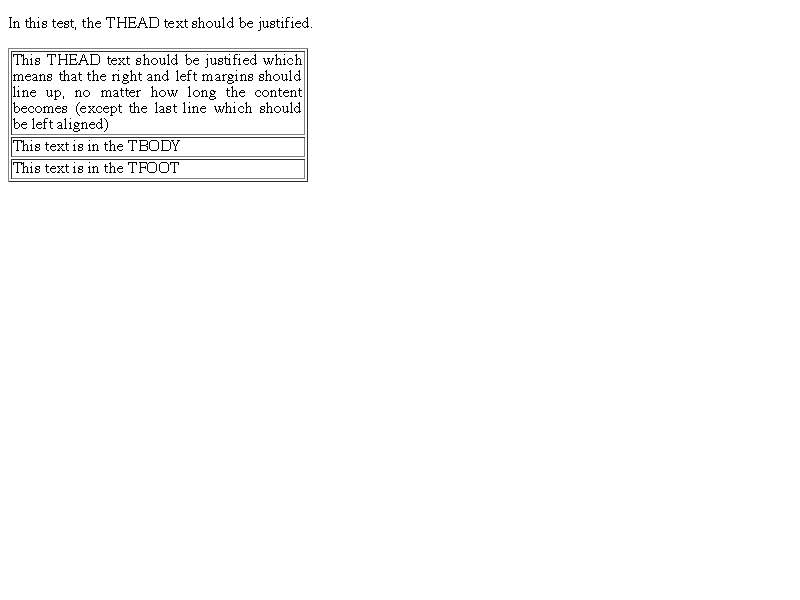 In this test, the THEAD text should be justified.
This THEAD text should be justified which
means that the right and left margins should
line up, no matter how long the content
becomes (except the last line which should
be left aligned)
This text is in the TBODY
This text is in the TFOOT